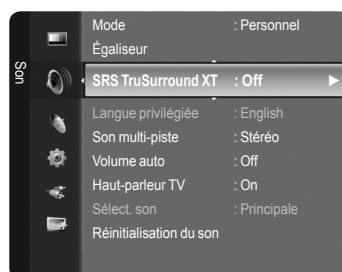 Son
Mode : Personnel
Égaliseur
SRS TruSurround XT : Off
Langue privilégiée : English
Son multi-piste : Stéréo
Volume auto : Off
Haut-parleur TV : On
Sélect. son : Principale
Réinitialisation du son